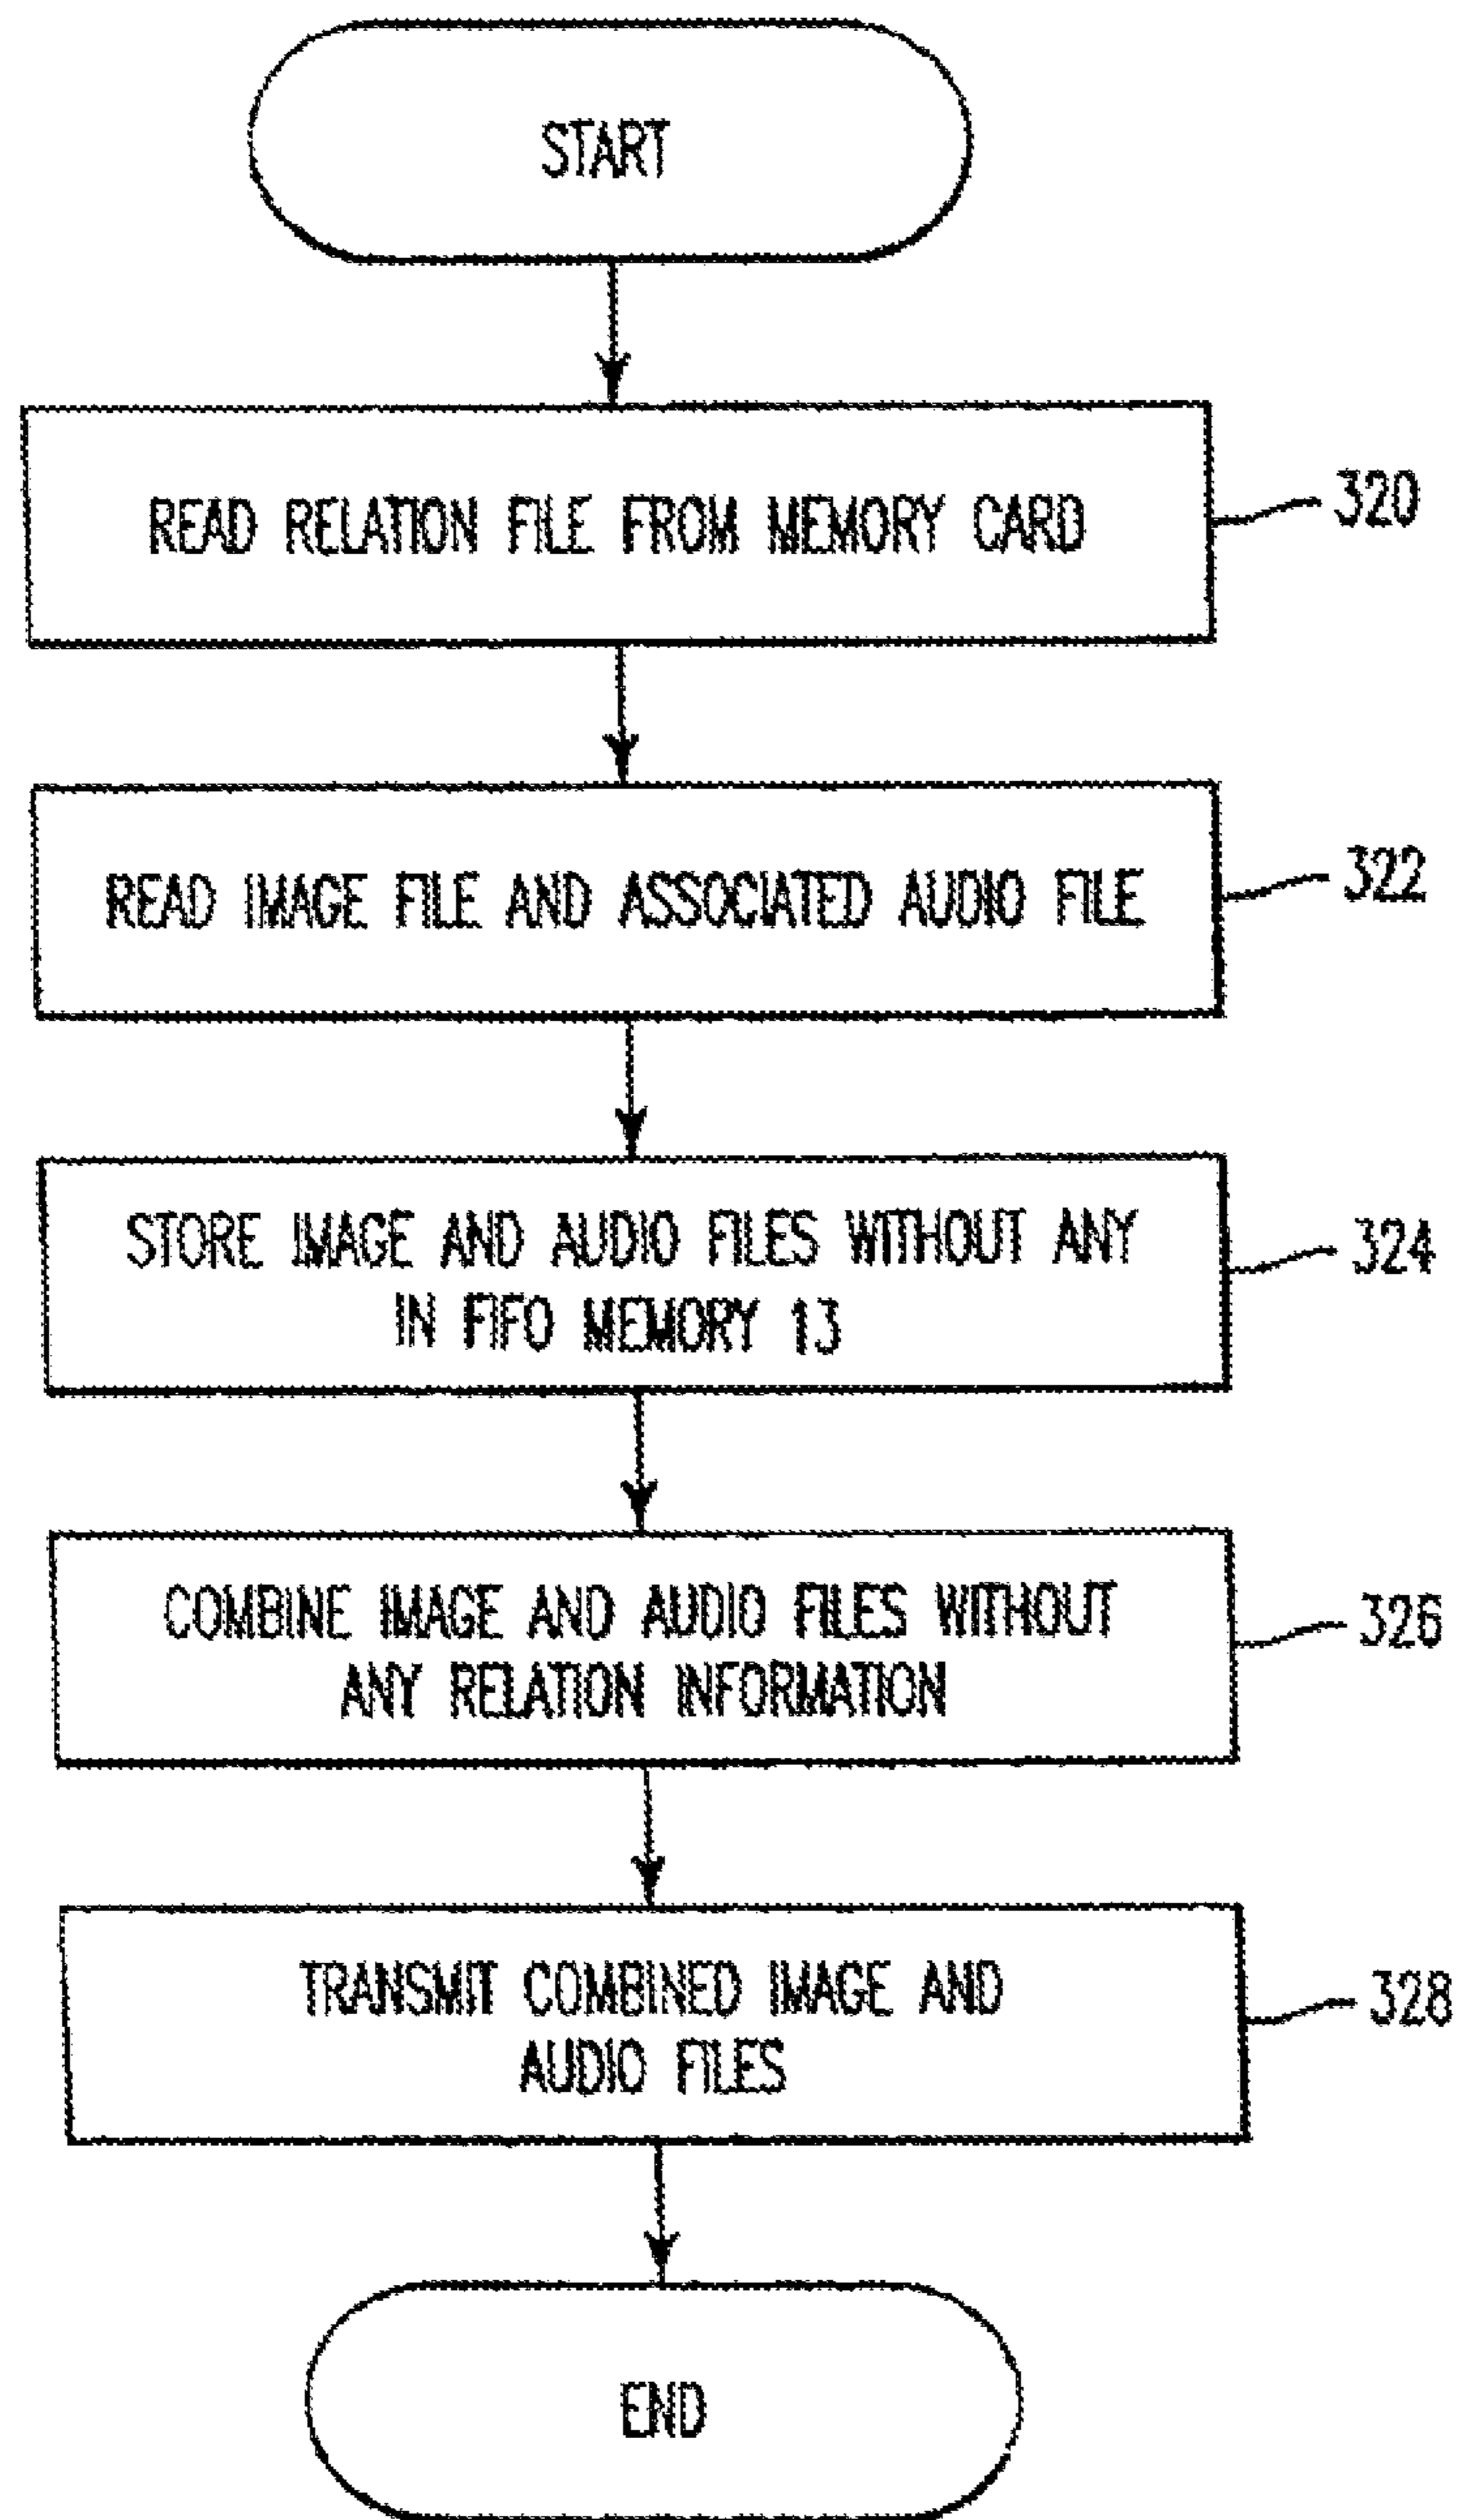 START
READ RELATION FILE FROM MEMORY CARD
320
READ IMAGE FILE AND ASSOCIATED AUDIO FILE
322
STORE IMAGE AND AUDIO FILES WITHOUT ANY
IN FIFO MEMORY 13
324
COMBINE IMAGE AND AUDIO FILES WITHOUT
ANY RELATION INFORMATION
326
TRANSMIT COMBINED IMAGE AND
AUDIO FILES
328
END